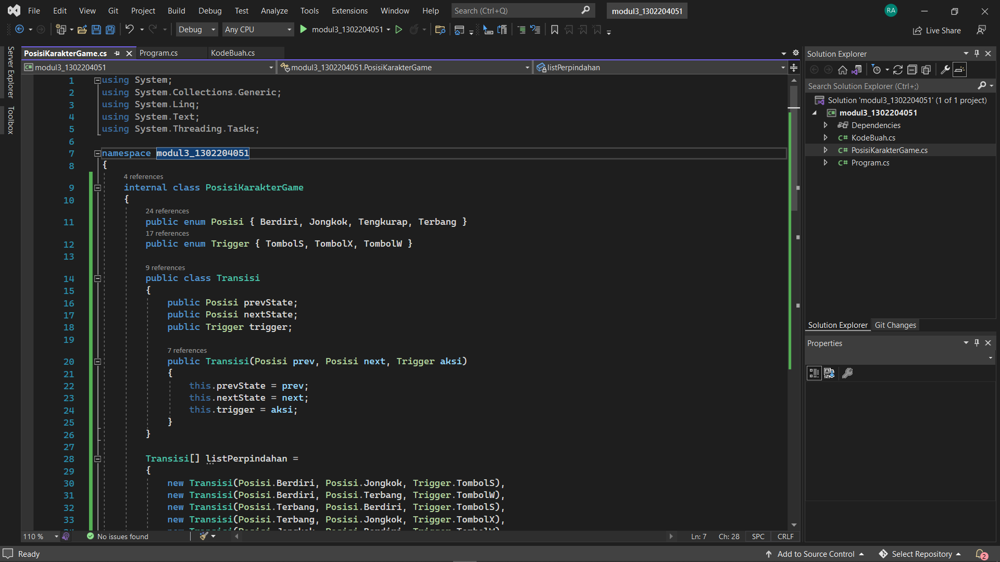 File Edit View Git Project Build Debug Test Analyze Tools Extensions Window Help Search (Ctrl+Q) modul3_1302204051 RA
Debug Any CPU modul3_1302204051 Live Share
Server Explorer
Toolbox
PosisiKarakterGame.cs Program.cs KodeBuah.cs
C# modul3_1302204051 modul3_1302204051.PosisiKarakterGame listPerpindahan
1 using System;
2 using System.Collections.Generic;
3 using System.Linq;
4 using System.Text;
5 using System.Threading.Tasks;
6
7 namespace modul3_1302204051
8 {
4 references
9 internal class PosisiKarakterGame
10 {
24 references
11 public enum Posisi { Berdiri, Jongkok, Tengkurap, Terbang }
17 references
12 public enum Trigger { TombolS, TombolX, TombolW }
13
9 references
14 public class Transisi
15 {
16 public Posisi prevState;
17 public Posisi nextState;
18 public Trigger trigger;
19
7 references
20 public Transisi(Posisi prev, Posisi next, Trigger aksi)
21 {
22 this.prevState = prev;
23 this.nextState = next;
24 this.trigger = aksi;
25 }
26 }
27
28 Transisi[] listPerpindahan =
29 {
30 new Transisi(Posisi.Berdiri, Posisi.Jongkok, Trigger.TombolS),
31 new Transisi(Posisi.Berdiri, Posisi.Terbang, Trigger.TombolW),
32 new Transisi(Posisi.Terbang, Posisi.Berdiri, Trigger.TombolS),
33 new Transisi(Posisi.Terbang, Posisi.Jongkok, Trigger.TombolX),
110 % No issues found Ln: 7 Ch: 28 SPC CRLF
Solution Explorer
Search Solution Explorer (Ctrl+;)
Solution 'modul3_1302204051' (1 of 1 project)
C# modul3_1302204051
Dependencies
C# KodeBuah.cs
C# PosisiKarakterGame.cs
C# Program.cs
Solution Explorer Git Changes
Properties
Ready Add to Source Control Select Repository 2